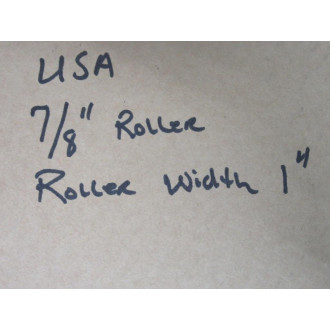 USA
7/8" Roller
Roller Width 1"